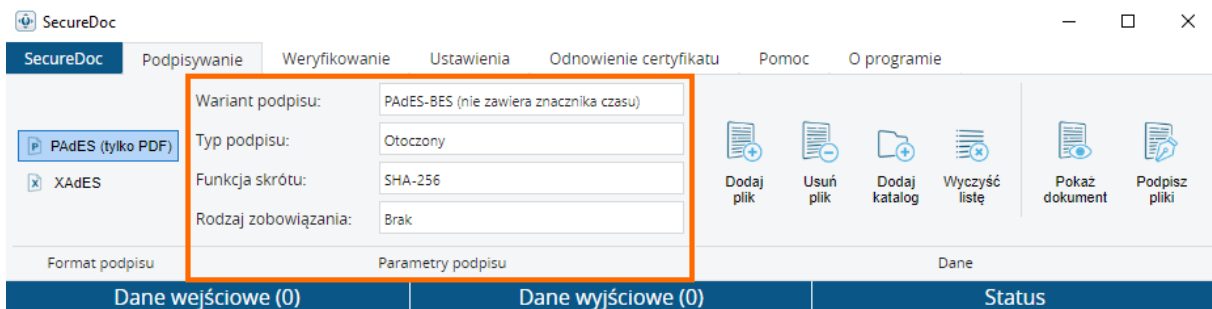 SecureDoc
SecureDoc Podpisywanie Weryfikowanie Ustawienia Odnowienie certyfikatu Pomoc O programie
PAdES (tylko PDF)
XAdES
Format podpisu
Wariant podpisu: PAdES-BES (nie zawiera znacznika czasu)
Typ podpisu: Otoczony
Funkcja skrótu: SHA-256
Rodzaj zobowiązania: Brak
Parametry podpisu
Dodaj plik
Usuń plik
Dodaj katalog
Wyczyść listę
Pokaż dokument
Podpisz pliki
Dane
Dane wejściowe (0) Dane wyjściowe (0) Status